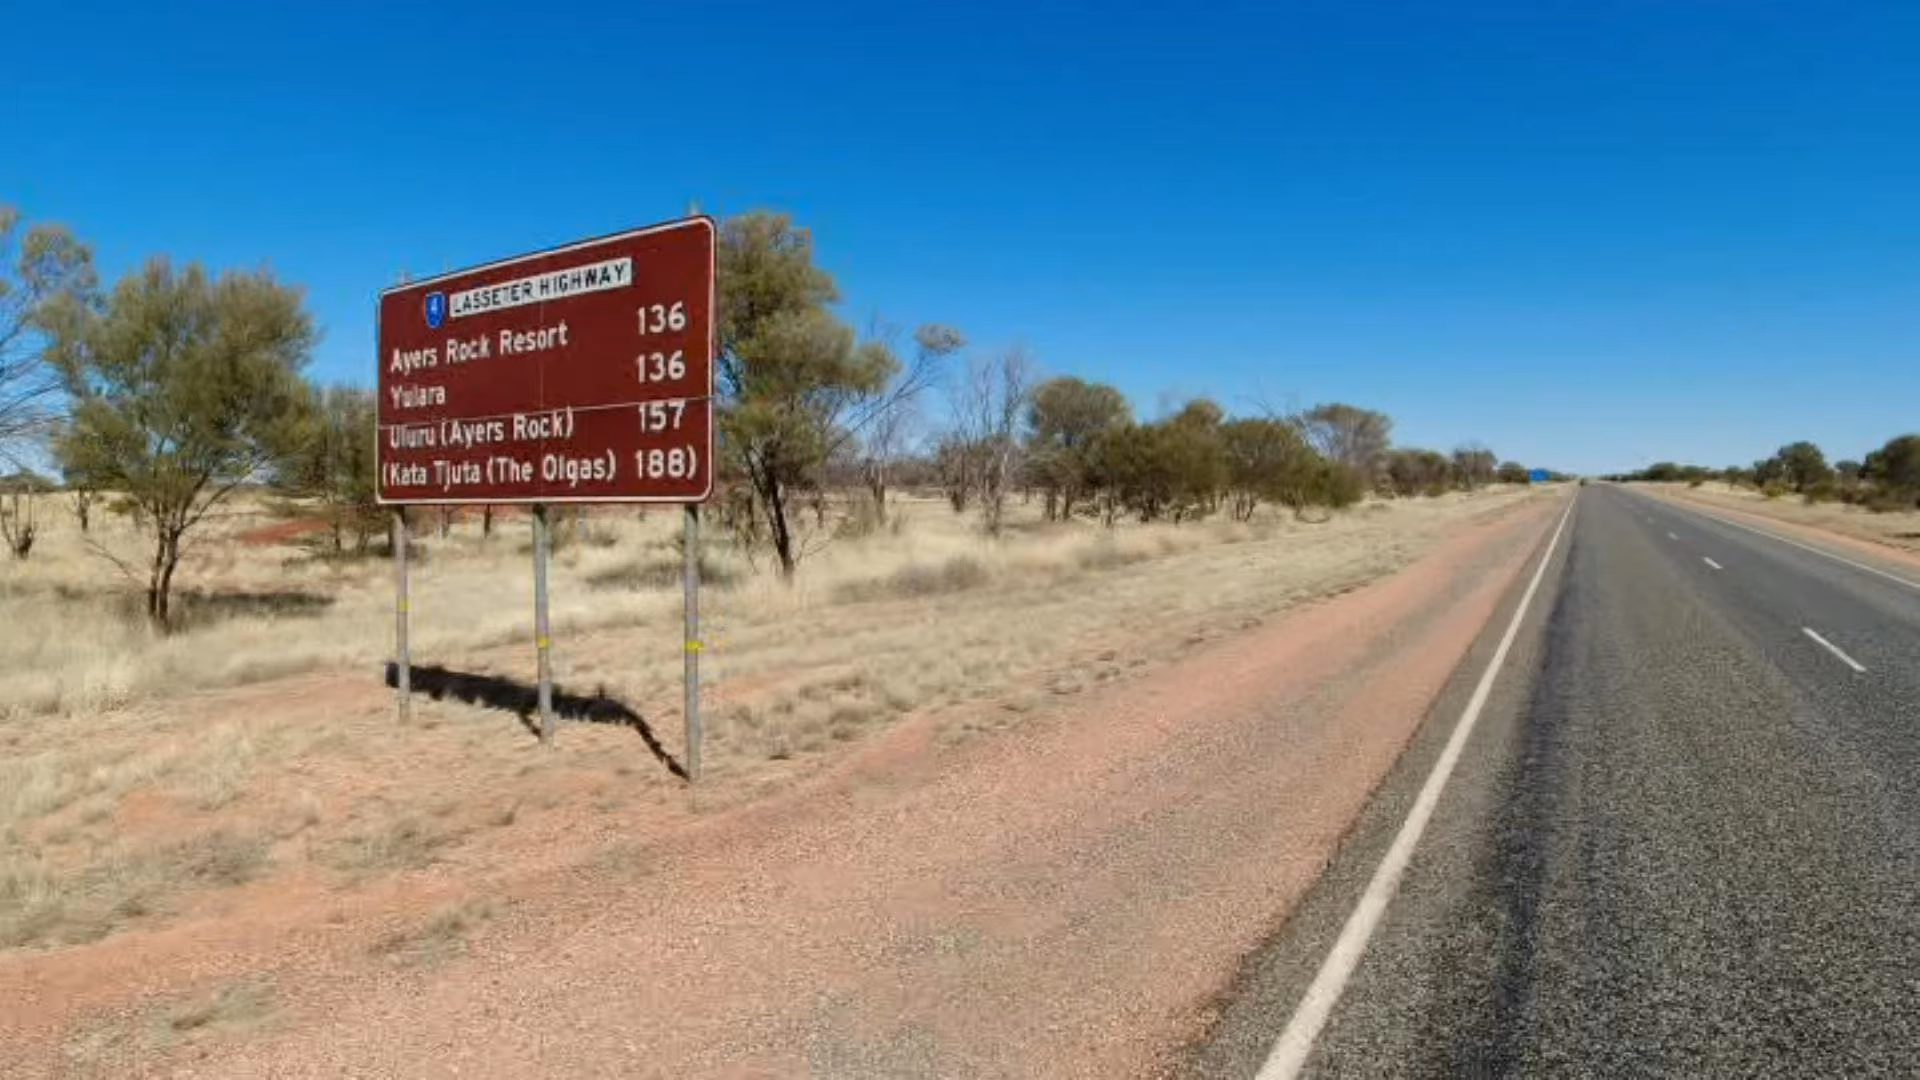 4 LASSETER HIGHWAY
Ayers Rock Resort 136
Yulara 136
Uluru (Ayers Rock) 157
(Kata Tjuta (The Olgas) 188)